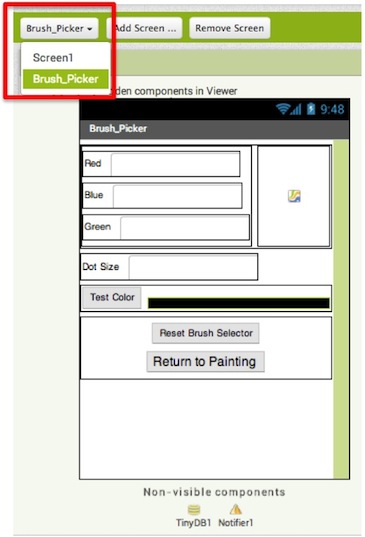 Brush_Picker Add Screen ... Remove Screen
Screen1
Brush_Picker
den components in Viewer
9:48
Brush_Picker
Red
Blue
Green
Dot Size
Test Color
Reset Brush Selector
Return to Painting
Non-visible components
TinyDB1 Notifier1